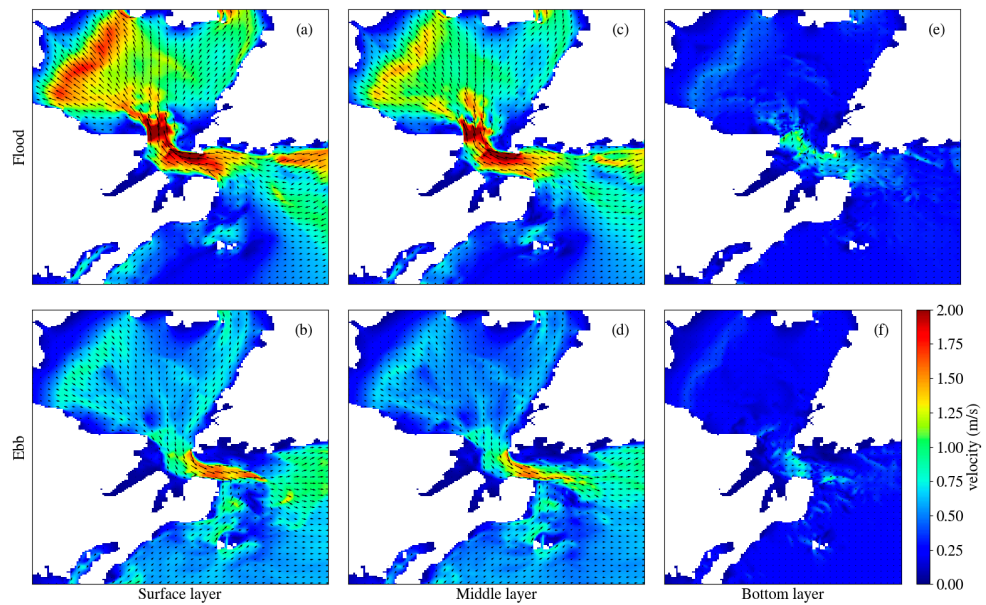 (a)
(c)
(e)
Flood
(b)
(d)
(f)
2.00
1.75
1.50
1.25
1.00
0.75
0.50
0.25
0.00
velocity (m/s)
Ebb
Surface layer
Middle layer
Bottom layer